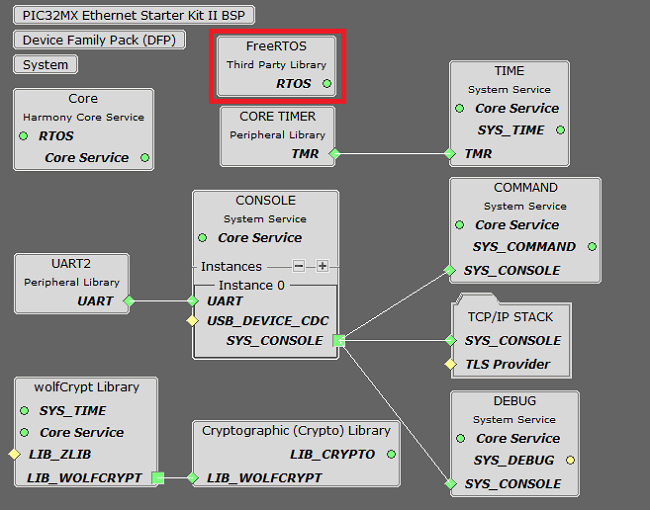 PIC32MX Ethernet Starter Kit II BSP
Device Family Pack (DFP)
System
FreeRTOS
Third Party Library
RTOS
Core
Harmony Core Service
RTOS
Core Service
CORE TIMER
Peripheral Library
TMR
TIME
System Service
Core Service
SYS_TIME
TMR
CONSOLE
System Service
Core Service
Instances
Instance 0
UART
USB_DEVICE_CDC
SYS_CONSOLE
COMMAND
System Service
Core Service
SYS_COMMAND
SYS_CONSOLE
UART2
Peripheral Library
UART
TCP/IP STACK
SYS_CONSOLE
TLS Provider
wolfCrypt Library
SYS_TIME
Core Service
LIB_ZLIB
LIB_WOLFCRYPT
Cryptographic (Crypto) Library
LIB_CRYPTO
LIB_WOLFCRYPT
DEBUG
System Service
Core Service
SYS_DEBUG
SYS_CONSOLE